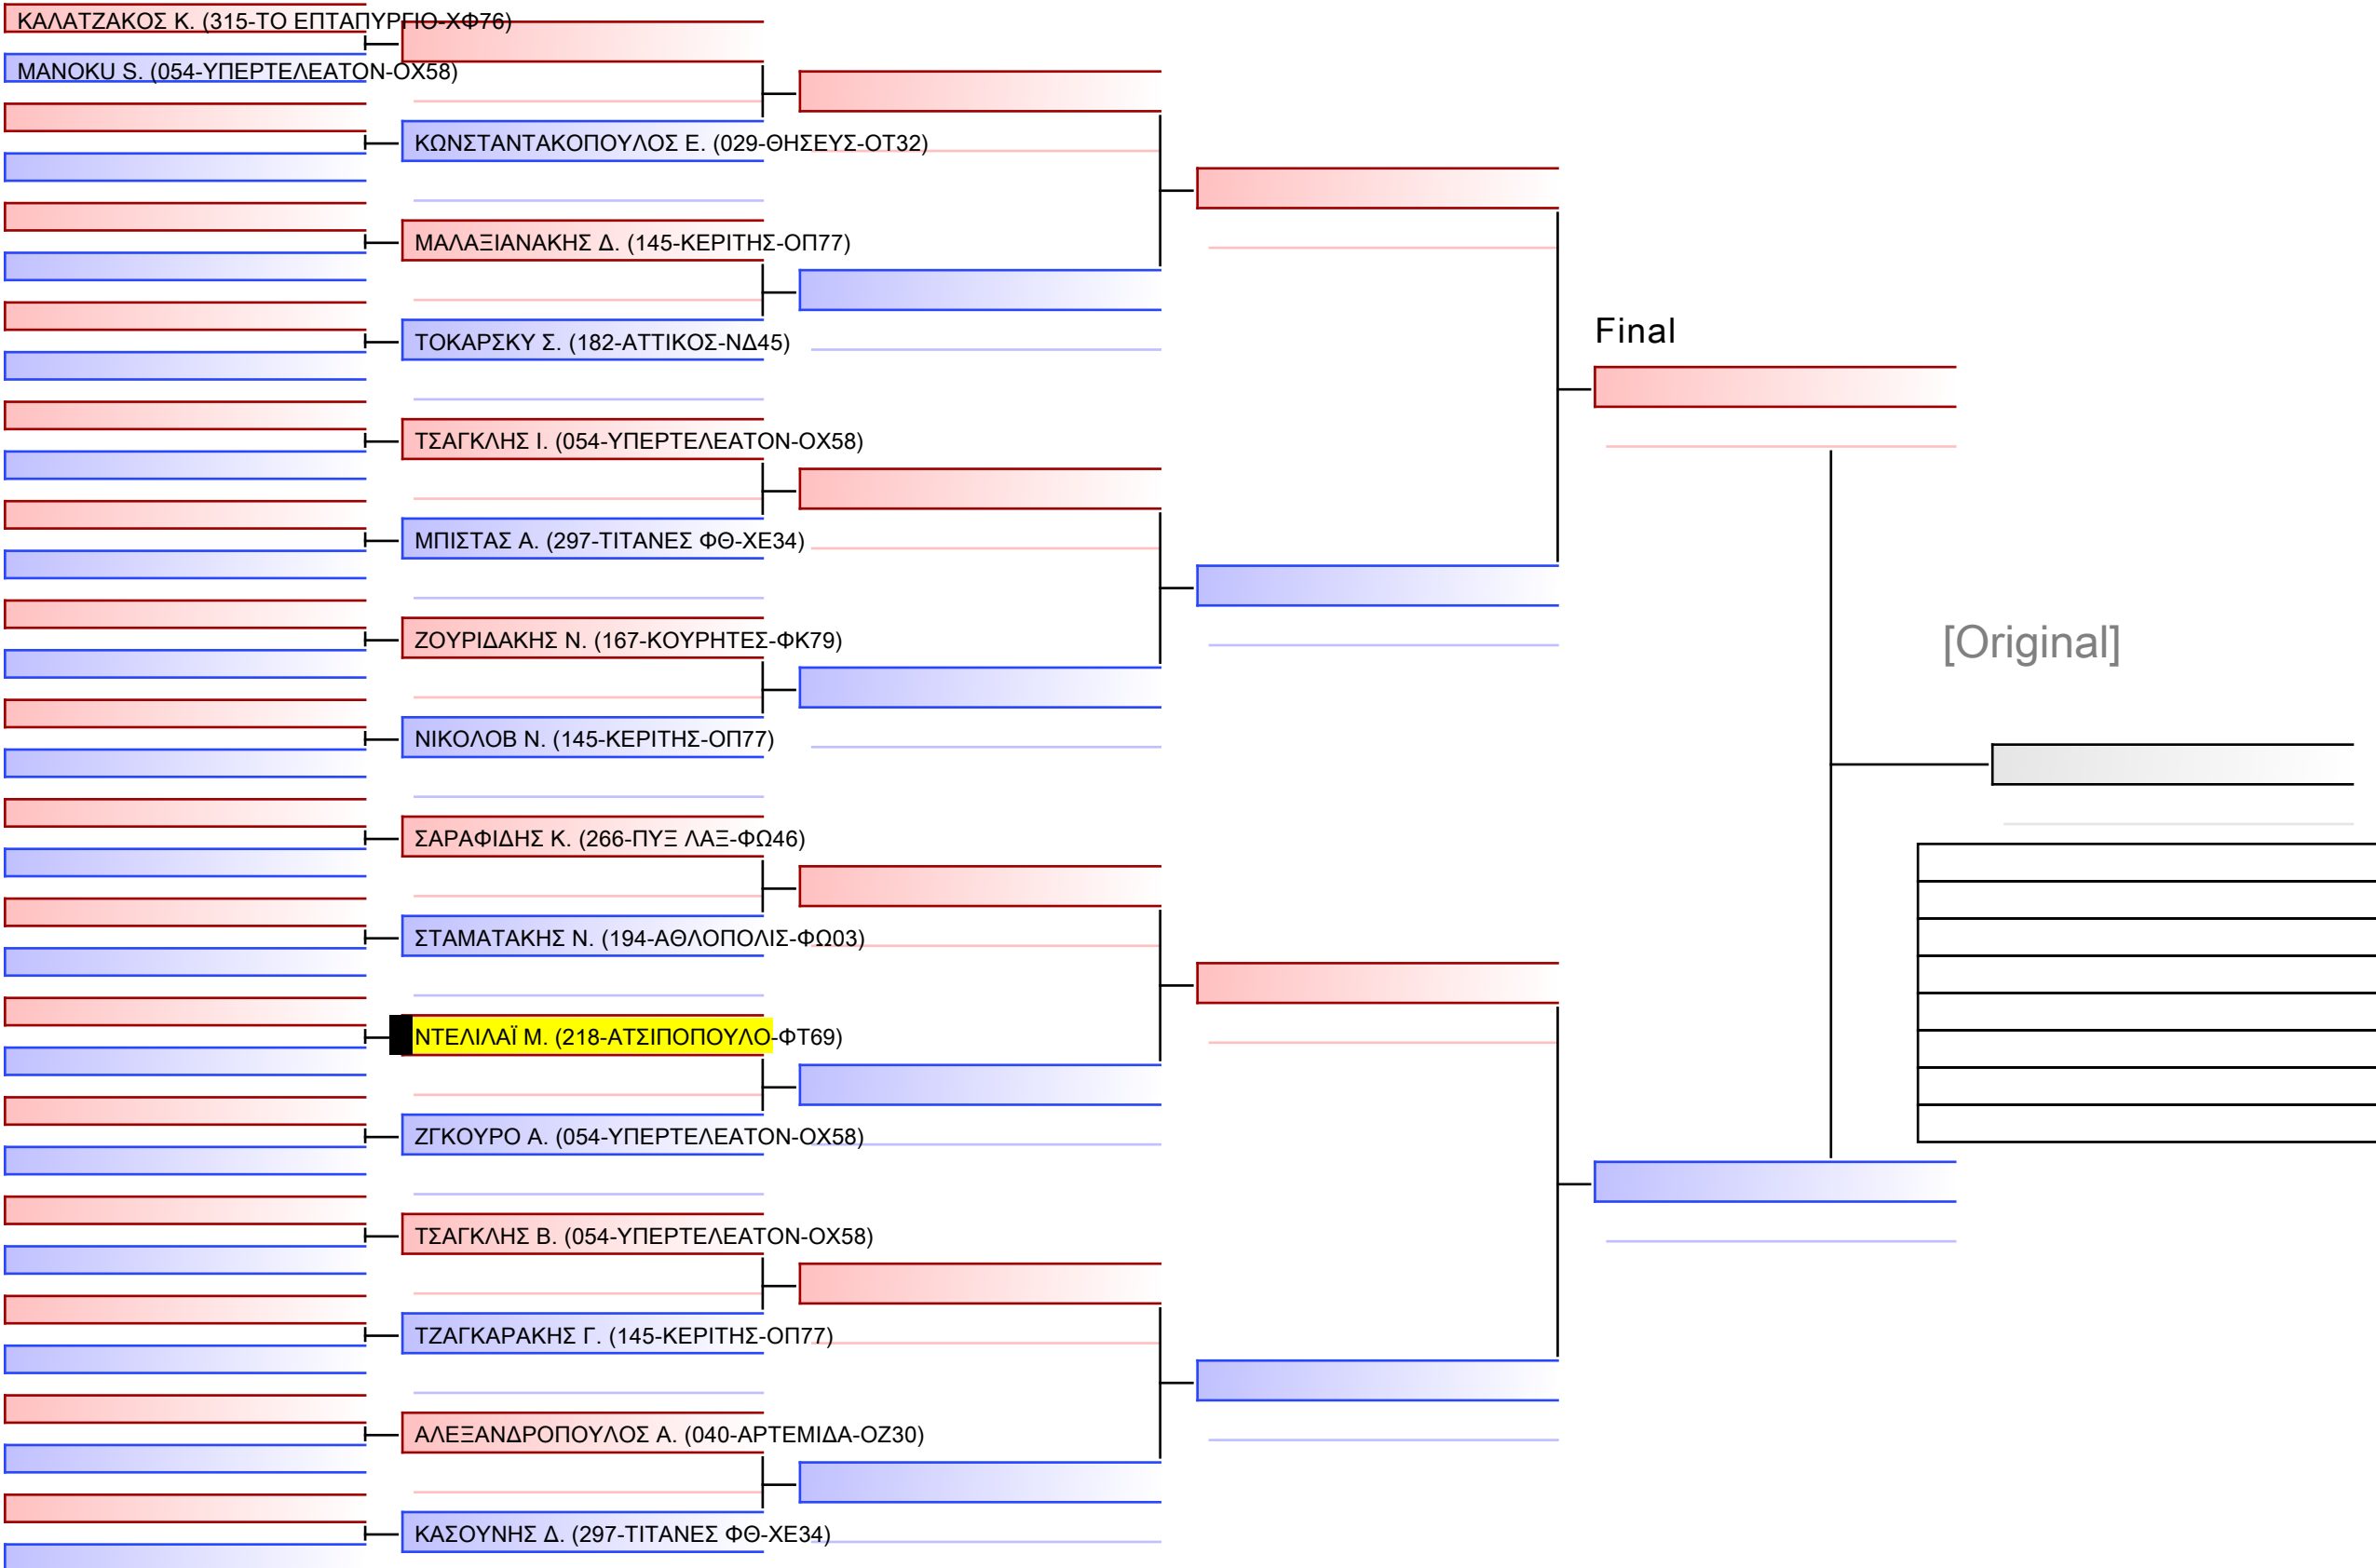 ΚΑΛΑΤΖΑΚΟΣ Κ. (315-ΤΟ ΕΠΤΑΠΥΡΓΙΟ-ΧΦ76)
MANOKU S. (054-ΥΠΕΡΤΕΛΕΑΤΟΝ-ΟΧ58)
ΚΩΝΣΤΑΝΤΑΚΟΠΟΥΛΟΣ Ε. (029-ΘΗΣΕΥΣ-ΟΤ32)
ΜΑΛΑΞΙΑΝΑΚΗΣ Δ. (145-ΚΕΡΙΤΗΣ-ΟΠ77)
ΤΟΚΑΡΣΚΥ Σ. (182-ΑΤΤΙΚΟΣ-ΝΔ45)
ΤΣΑΓΚΛΗΣ Ι. (054-ΥΠΕΡΤΕΛΕΑΤΟΝ-ΟΧ58)
ΜΠΙΣΤΑΣ Α. (297-ΤΙΤΑΝΕΣ ΦΘ-ΧΕ34)
ΖΟΥΡΙΔΑΚΗΣ Ν. (167-ΚΟΥΡΗΤΕΣ-ΦΚ79)
ΝΙΚΟΛΟΒ Ν. (145-ΚΕΡΙΤΗΣ-ΟΠ77)
ΣΑΡΑΦΙΔΗΣ Κ. (266-ΠΥΞ ΛΑΞ-ΦΩ46)
ΣΤΑΜΑΤΑΚΗΣ Ν. (194-ΑΘΛΟΠΟΛΙΣ-ΦΩ03)
ΝΤΕΛΙΛΑΪ Μ. (218-ΑΤΣΙΠΟΠΟΥΛΟ-ΦΤ69)
ΖΓΚΟΥΡΟ Α. (054-ΥΠΕΡΤΕΛΕΑΤΟΝ-ΟΧ58)
ΤΣΑΓΚΛΗΣ Β. (054-ΥΠΕΡΤΕΛΕΑΤΟΝ-ΟΧ58)
ΤΖΑΓΚΑΡΑΚΗΣ Γ. (145-ΚΕΡΙΤΗΣ-ΟΠ77)
ΑΛΕΞΑΝΔΡΟΠΟΥΛΟΣ Α. (040-ΑΡΤΕΜΙΔΑ-ΟΖ30)
ΚΑΣΟΥΝΗΣ Δ. (297-ΤΙΤΑΝΕΣ ΦΘ-ΧΕ34)
Final
[Original]